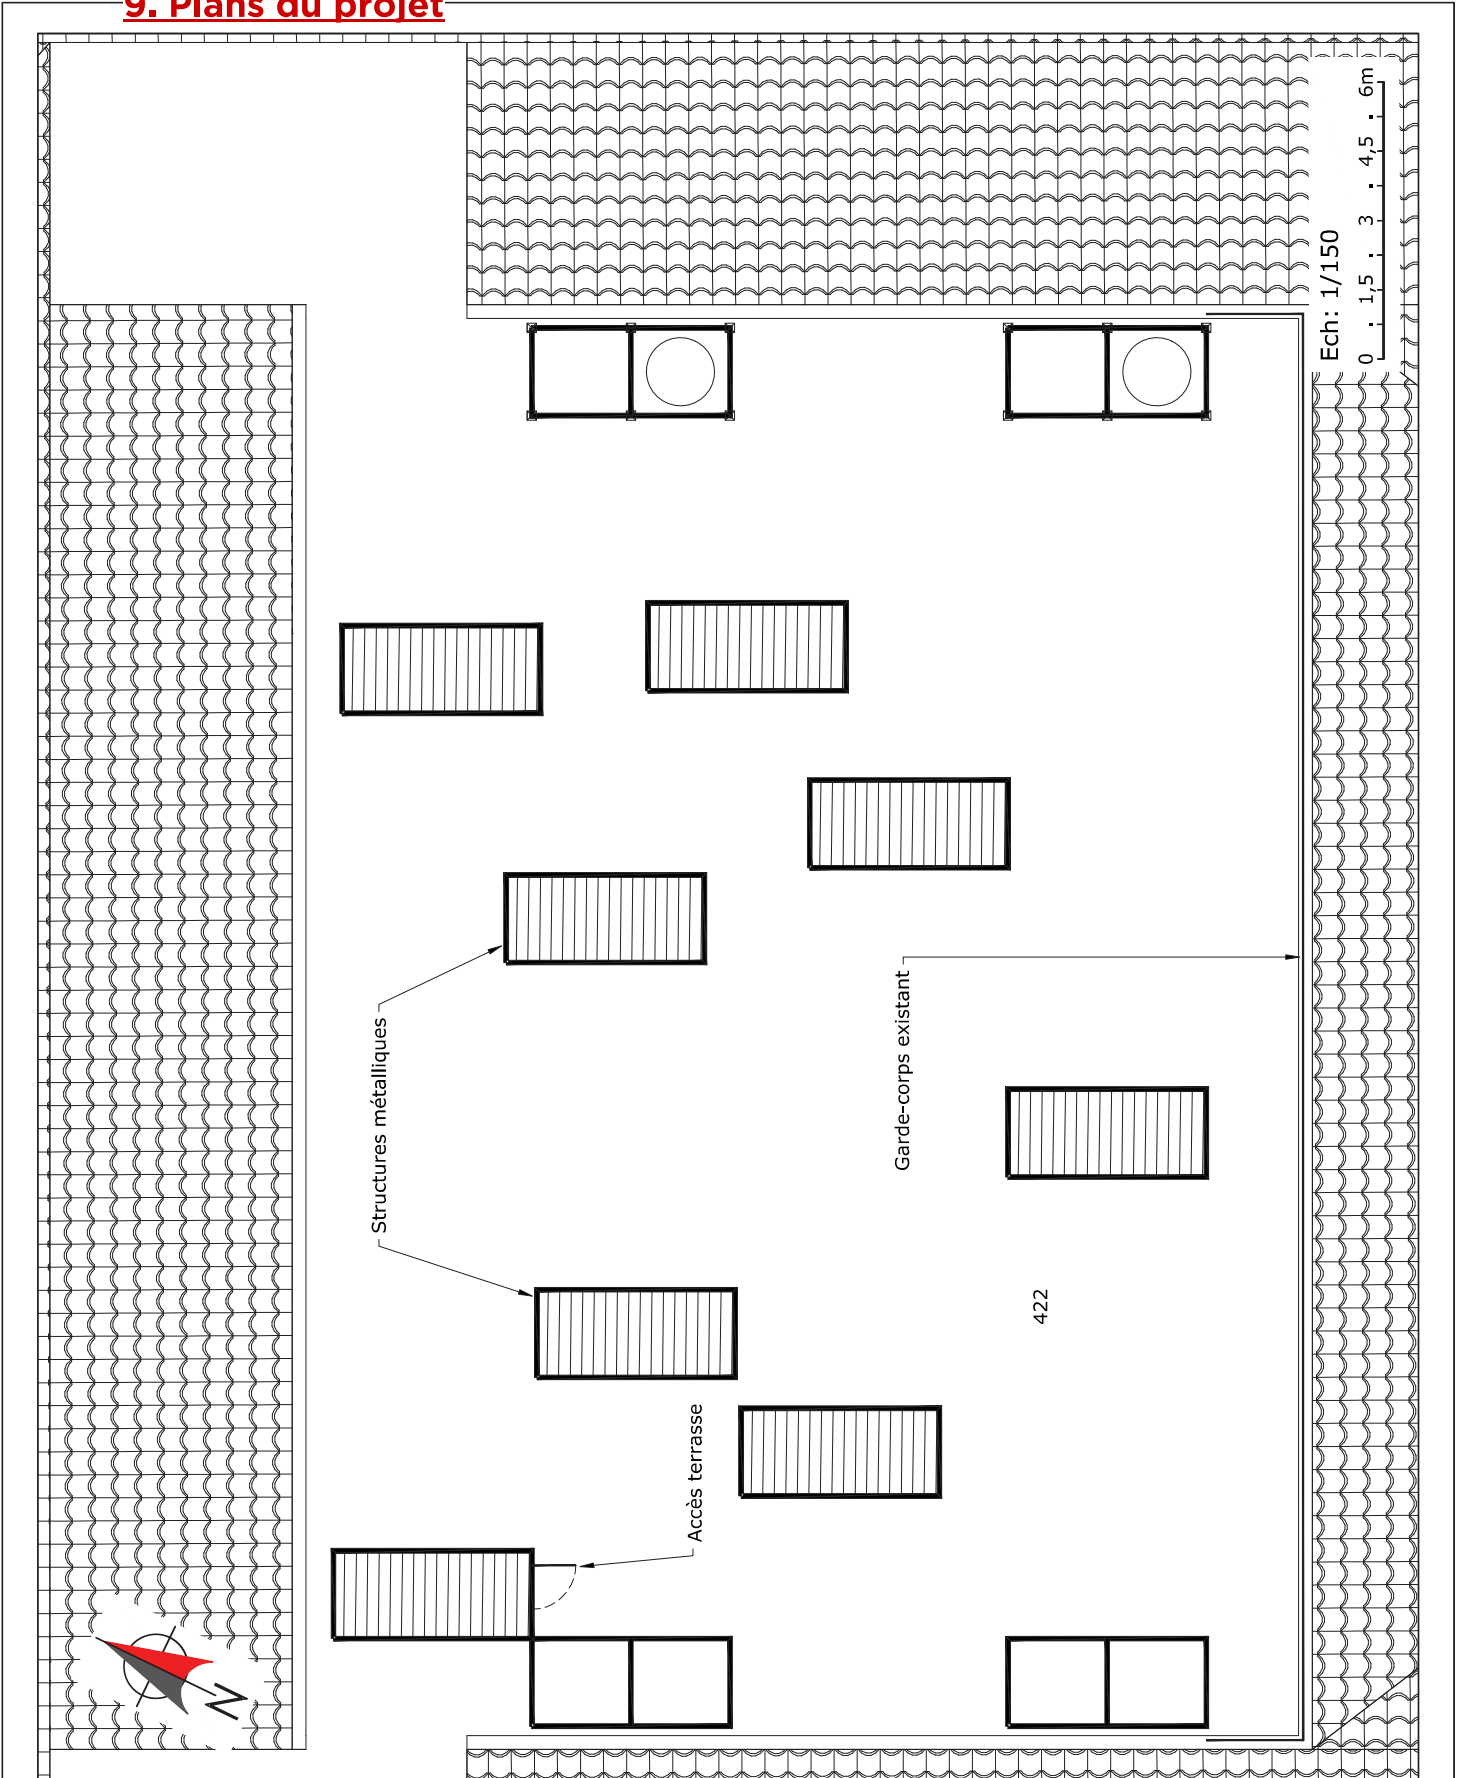 9. Plans du projet
Ech: 1/150
0 1,5 3 4,5 6m
Structures métalliques
Garde-corps existant
422
Accès terrasse
N